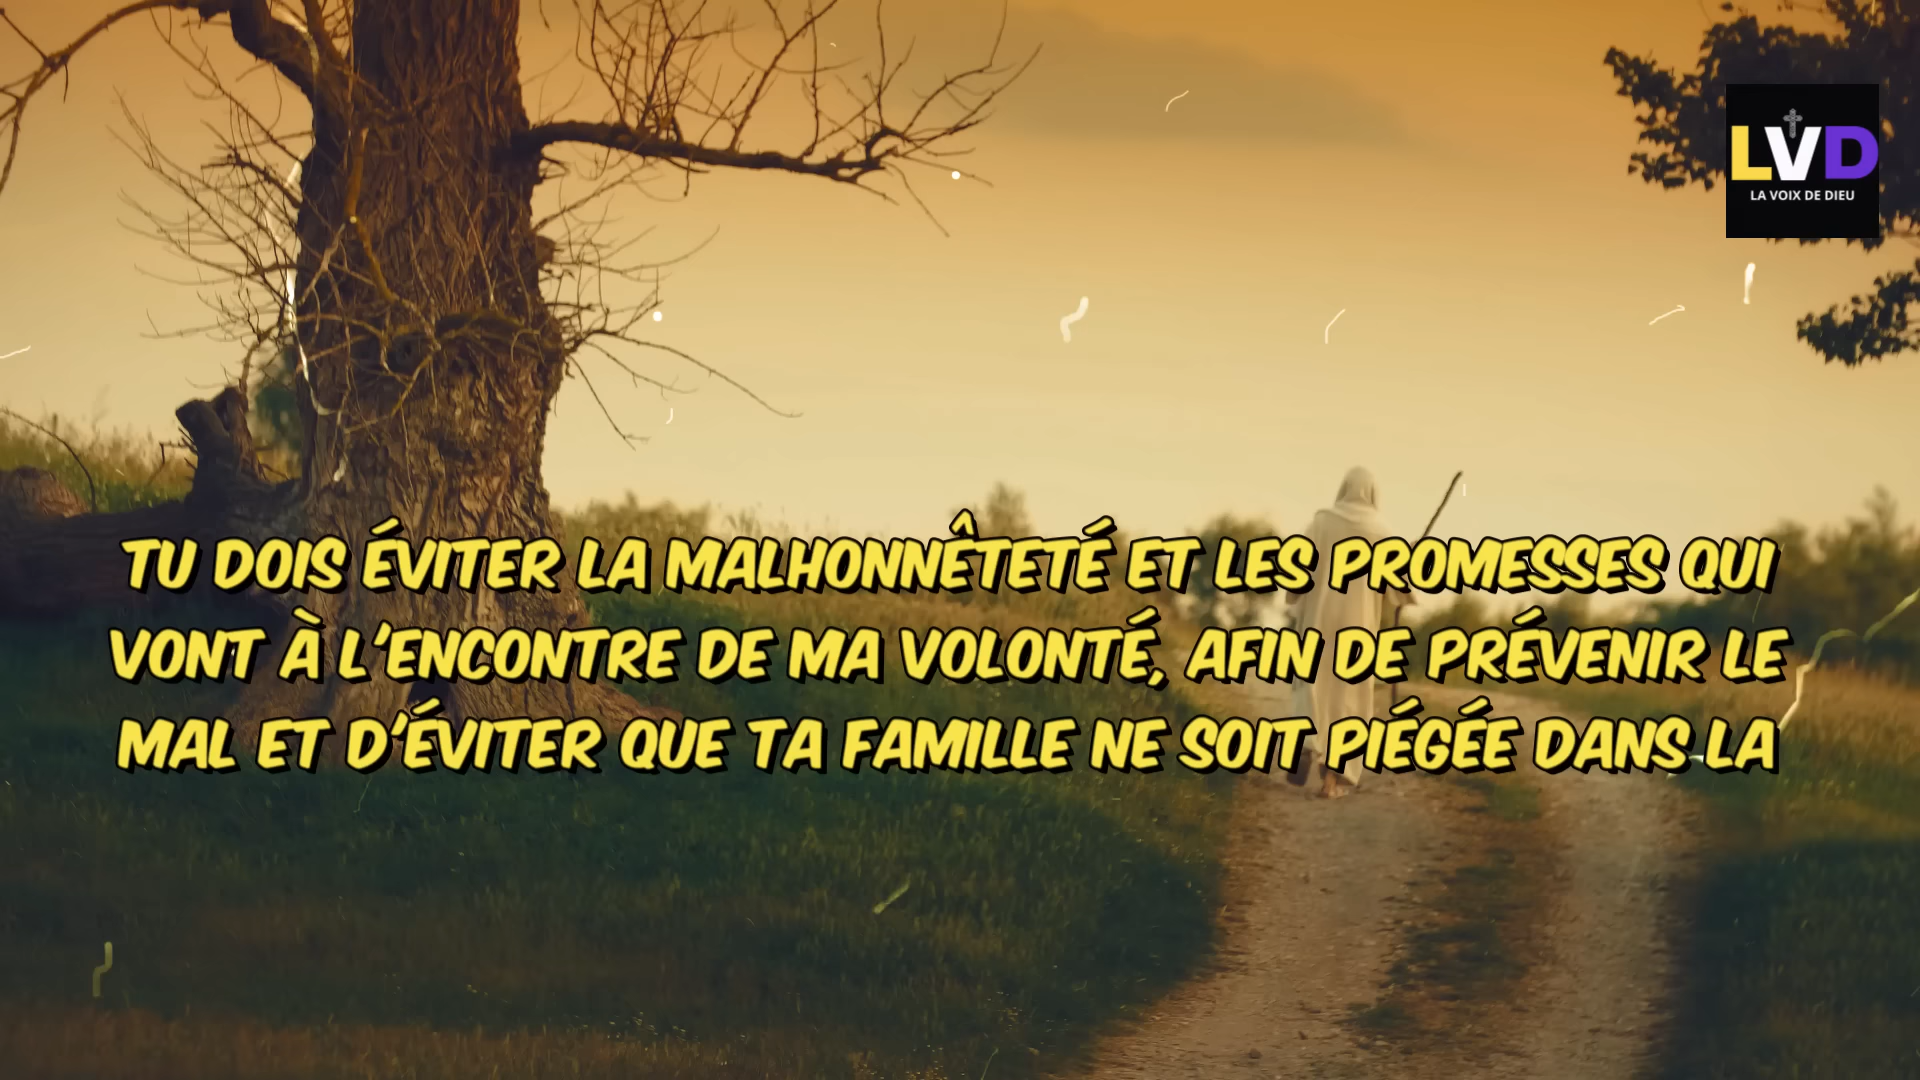 LVD
LA VOIX DE DIEU
TU DOIS ÉVITER LA MALHONNÊTETÉ ET LES PROMESSES QUI
VONT À L'ENCONTRE DE MA VOLONTÉ, AFIN DE PRÉVENIR LE
MAL ET D'ÉVITER QUE TA FAMILLE NE SOIT PIÉGÉE DANS LA